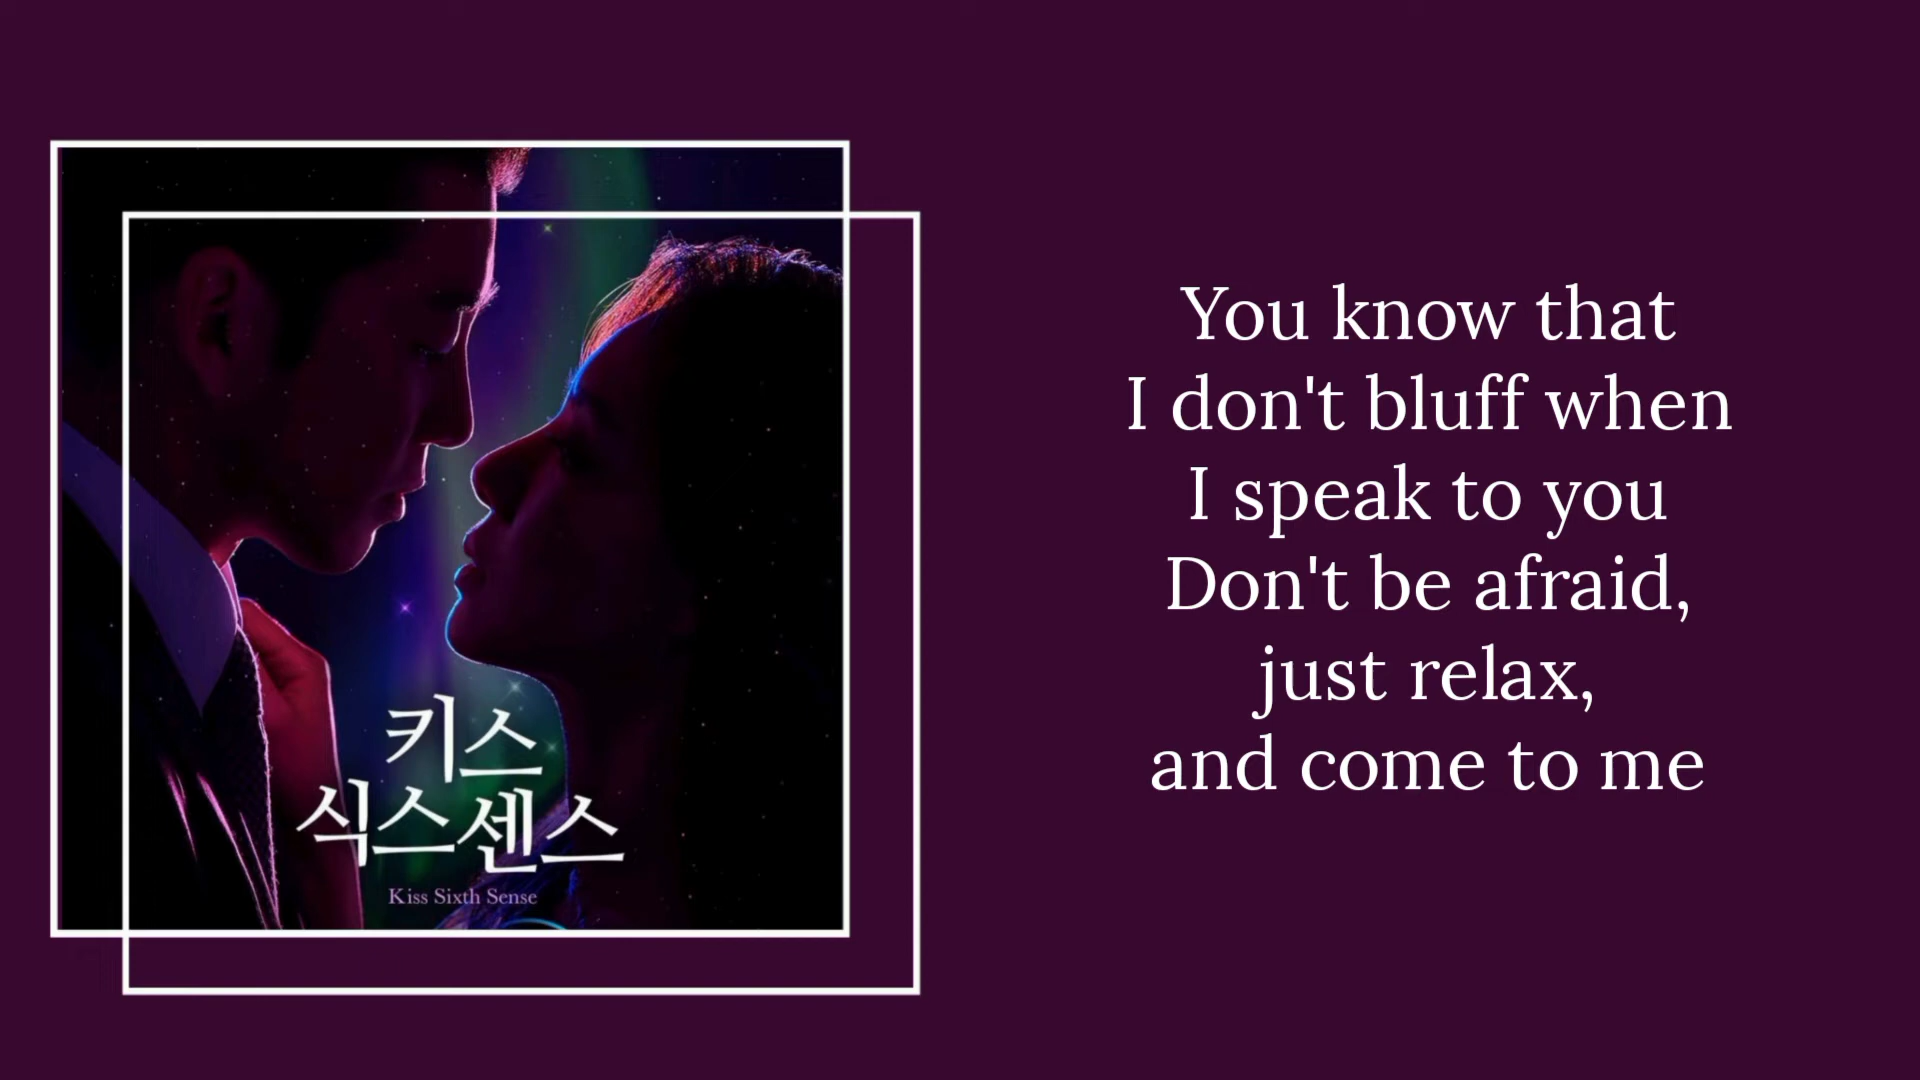 키스
식스센스
Kiss Sixth Sense
You know that
I don't bluff when
I speak to you
Don't be afraid,
just relax,
and come to me